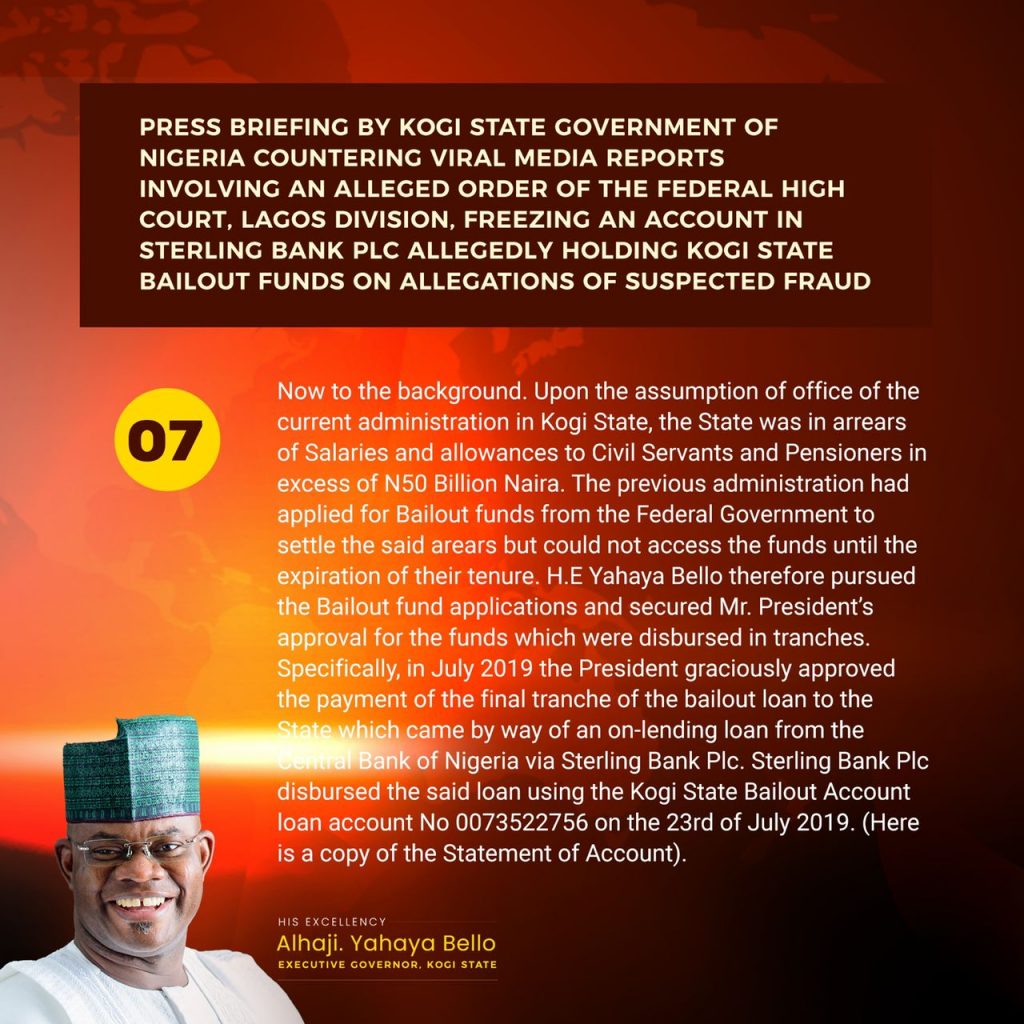 PRESS BRIEFING BY KOGI STATE GOVERNMENT OF
NIGERIA COUNTERING VIRAL MEDIA REPORTS
INVOLVING AN ALLEGED ORDER OF THE FEDERAL HIGH
COURT, LAGOS DIVISION, FREEZING AN ACCOUNT IN
STERLING BANK PLC ALLEGEDLY HOLDING KOGI STATE
BAILOUT FUNDS ON ALLEGATIONS OF SUSPECTED FRAUD
07
Now to the background. Upon the assumption of office of the
current administration in Kogi State, the State was in arrears
of Salaries and allowances to Civil Servants and Pensioners in
excess of N50 Billion Naira. The previous administration had
applied for Bailout funds from the Federal Government to
settle the said arears but could not access the funds until the
expiration of their tenure. H.E Yahaya Bello therefore pursued
the Bailout fund applications and secured Mr. President's
approval for the funds which were disbursed in tranches.
Specifically, in July 2019 the President graciously approved
the payment of the final tranche of the bailout loan to the
State which came by way of an on-lending loan from the
Central Bank of Nigeria via Sterling Bank Plc. Sterling Bank Plc
disbursed the said loan using the Kogi State Bailout Account
loan account No 0073522756 on the 23rd of July 2019. (Here
is a copy of the Statement of Account).
HIS EXCELLENCY
Alhaji. Yahaya Bello
EXECUTIVE GOVERNOR, KOGI STATE